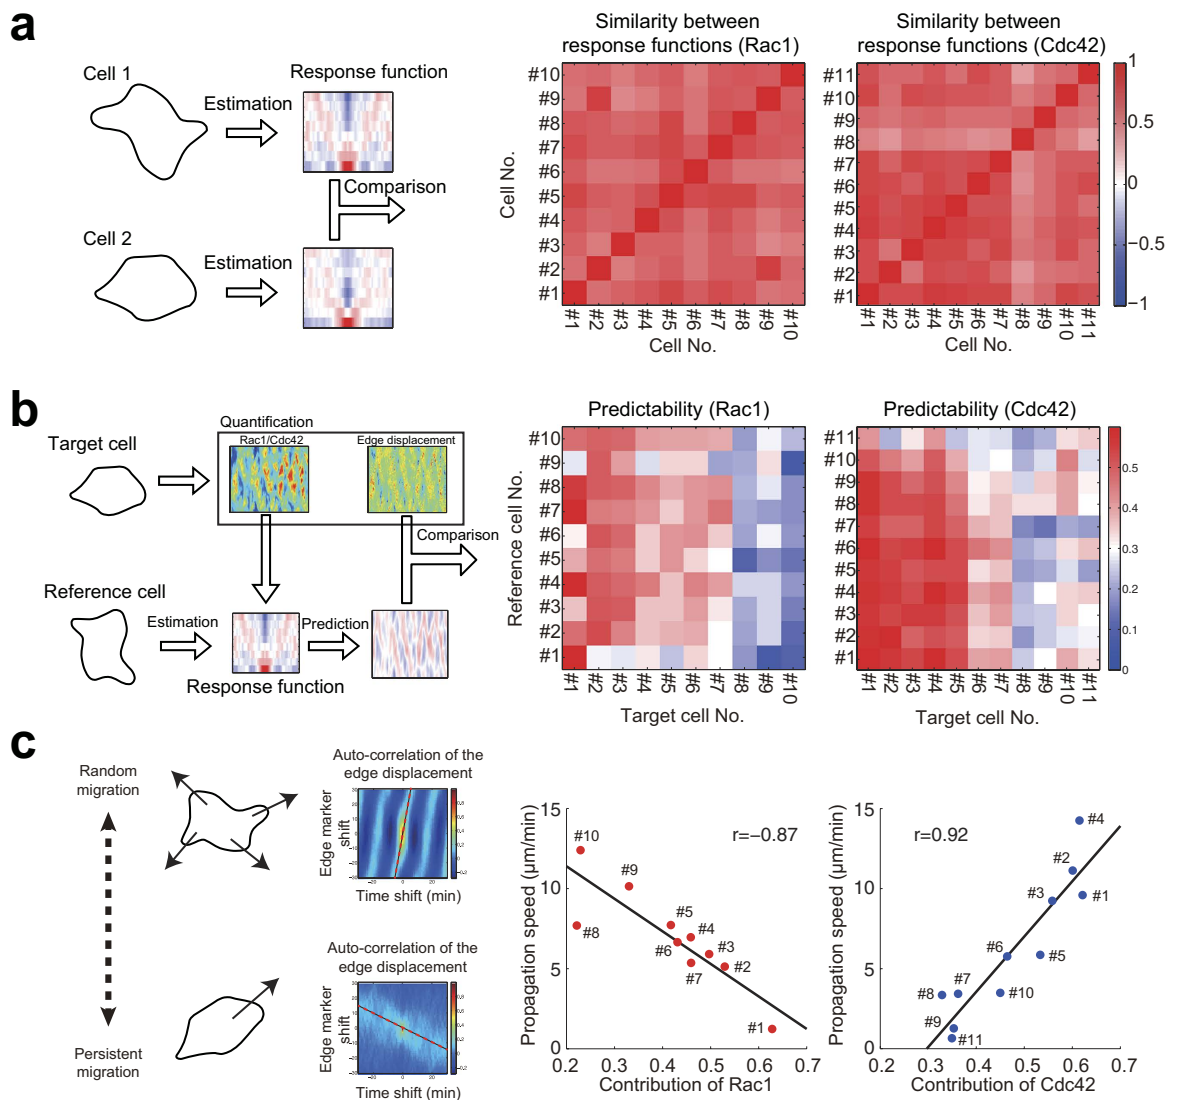 a
Cell 1
Estimation
Response function
Comparison
Cell 2
Estimation
Similarity between
response functions (Rac1)
Cell No.
#10
#9
#8
#7
#6
#5
#4
#3
#2
#1
#1 #2 #3 #4 #5 #6 #7 #8 #9 #10
Cell No.
Similarity between
response functions (Cdc42)
#11
#10
#9
#8
#7
#6
#5
#4
#3
#2
#1
#1 #2 #3 #4 #5 #6 #7 #8 #9 #10 #11
Cell No.
1
0.5
0
−0.5
−1
b
Target cell
Quantification
Rac1/Cdc42
Edge displacement
Comparison
Reference cell
Estimation
Prediction
Response function
Predictability (Rac1)
Reference cell No.
#10
#9
#8
#7
#6
#5
#4
#3
#2
#1
#1 #2 #3 #4 #5 #6 #7 #8 #9 #10
Target cell No.
Predictability (Cdc42)
#11
#10
#9
#8
#7
#6
#5
#4
#3
#2
#1
#1 #2 #3 #4 #5 #6 #7 #8 #9 #10 #11
Target cell No.
0.5
0.4
0.3
0.2
0.1
0
c
Random
migration
Persistent
migration
Auto-correlation of the
edge displacement
Edge marker
shift
Time shift (min)
Auto-correlation of the
edge displacement
Edge marker
shift
Time shift (min)
Propagation speed (μm/min)
15
10
5
0
r=−0.87
#10
#9
#8
#5
#4
#6
#3
#7
#2
#1
0.2 0.3 0.4 0.5 0.6 0.7
Contribution of Rac1
Propagation speed (μm/min)
15
10
5
0
r=0.92
#4
#2
#3
#1
#6
#5
#7
#8
#10
#9
#11
0.2 0.3 0.4 0.5 0.6 0.7
Contribution of Cdc42